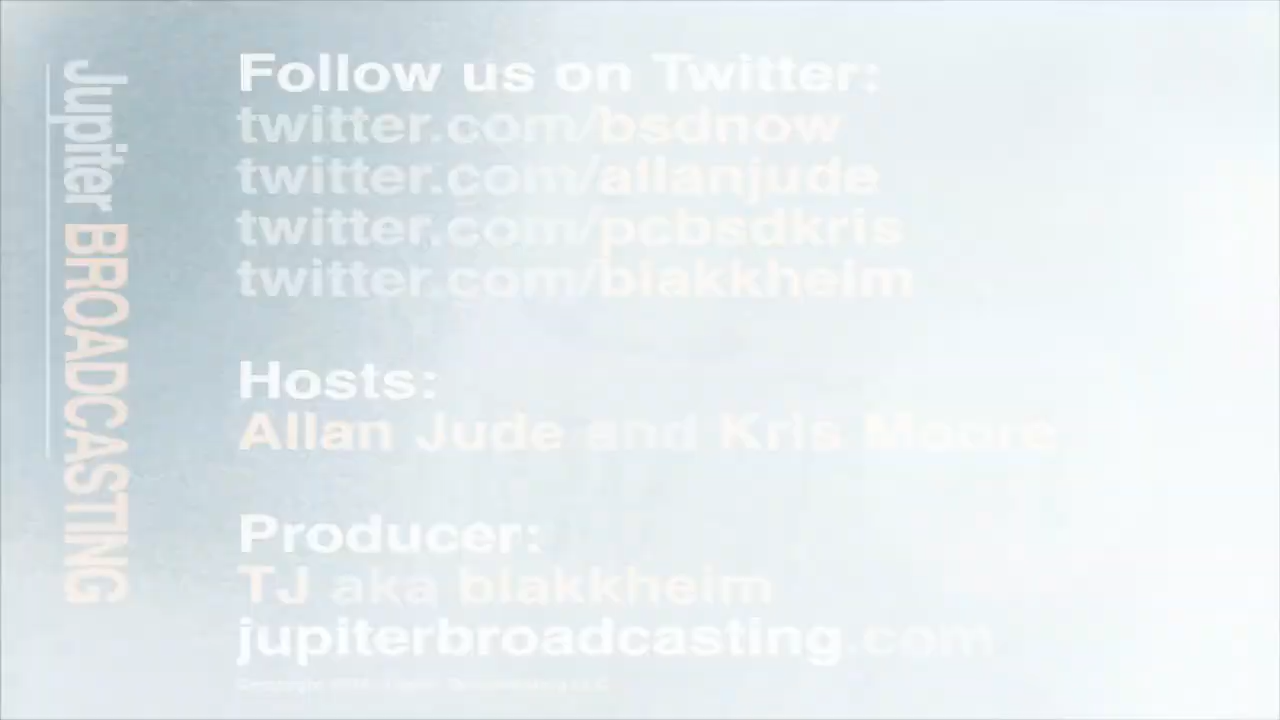 Jupiter BROADCASTING
Follow us on Twitter:
twitter.com/bsdnow
twitter.com/allanjude
twitter.com/pcbsdkris
twitter.com/blakkheim
Hosts:
Allan Jude and Kris Moore
Producer:
TJ aka blakkheim
jupiterbroadcasting.com